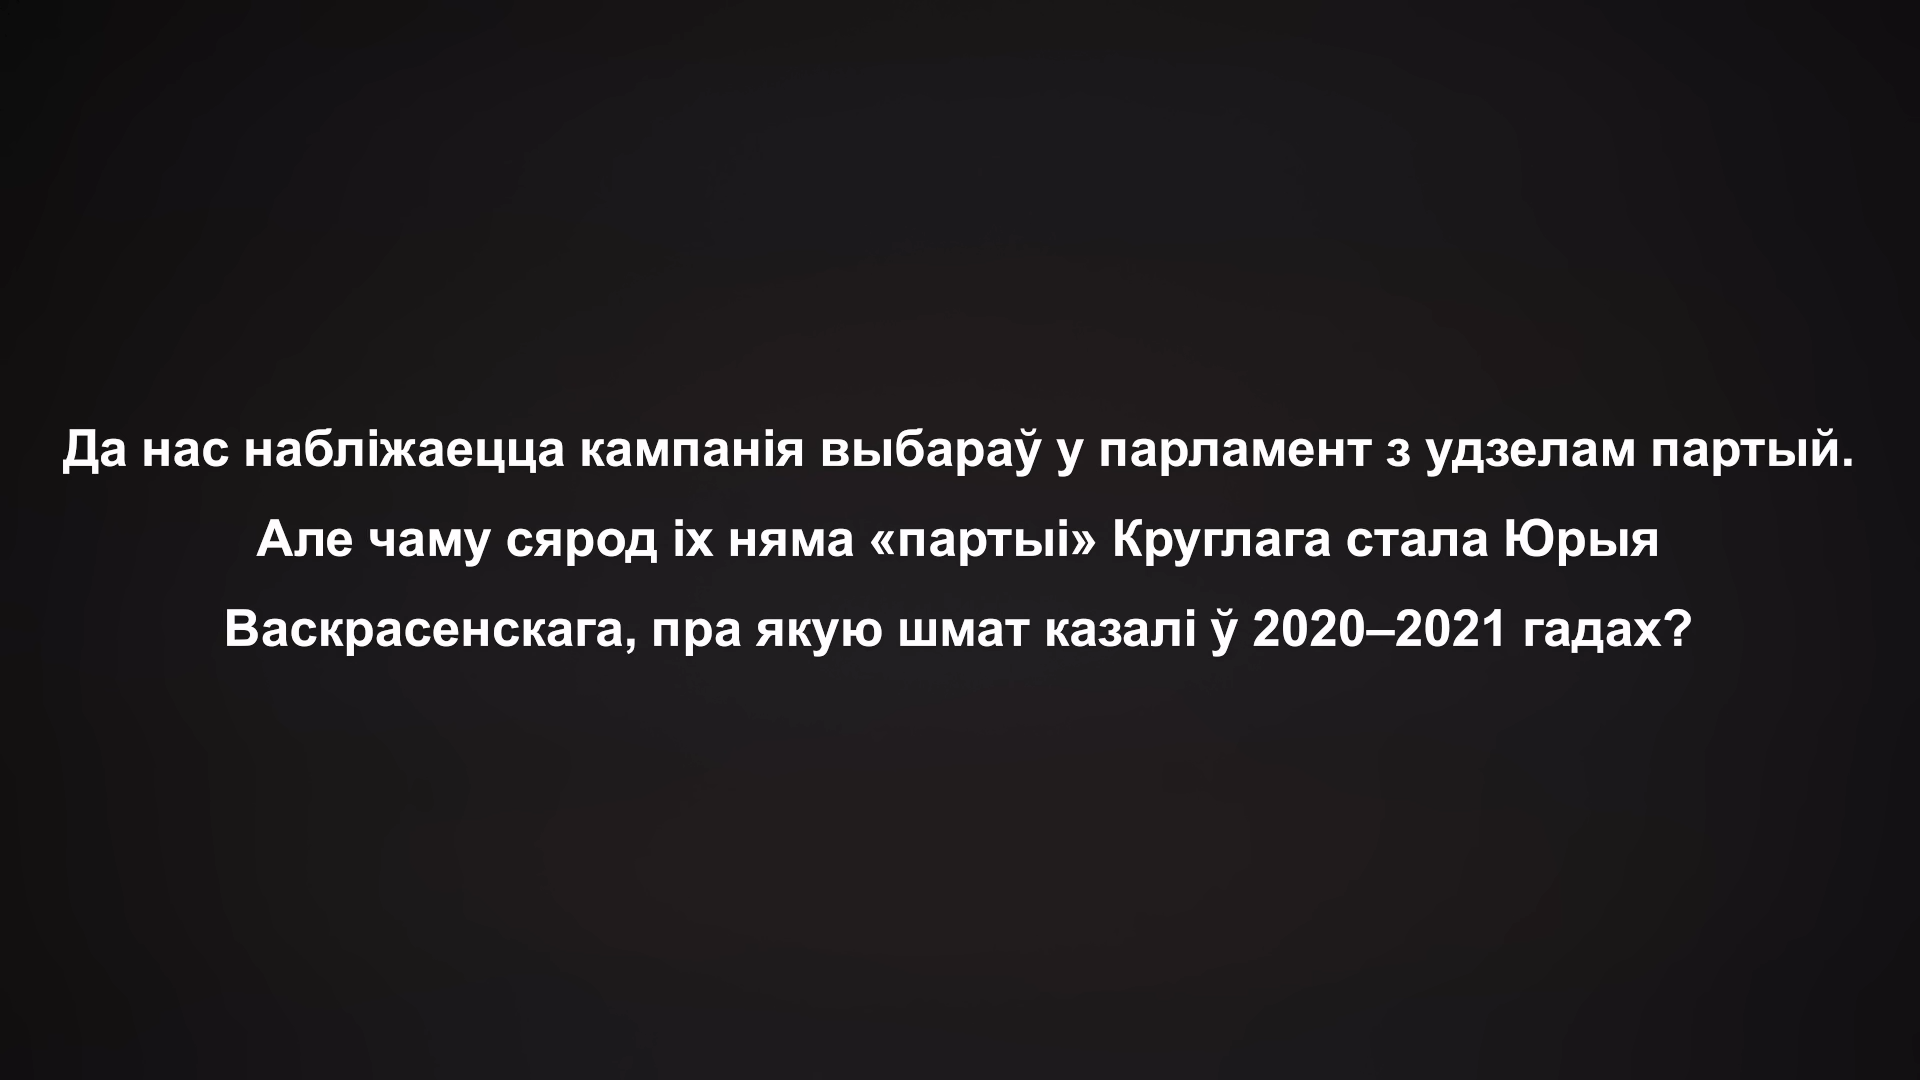 Да нас набліжаецца кампанія выбараў у парламент з удзелам партый.
Але чаму сярод іх няма «партыі» Круглага стала Юрыя
Васкрасенскага, пра якую шмат казалі ў 2020–2021 гадах?